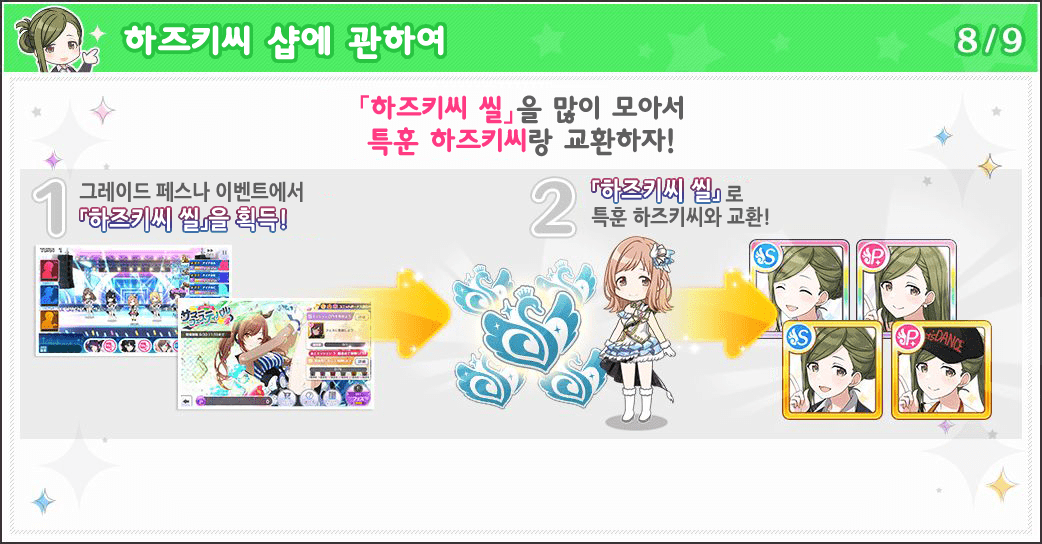 하즈키씨 샵에 관하여
8/9
「하즈키씨 씰」을 많이 모아서
특훈 하즈키씨랑 교환하자!
1
그레이드 페스나 이벤트에서
「하즈키씨 씰」을 획득!
2
「하즈키씨 씰」로
특훈 하즈키씨와 교환!
S
P
S
P
DANCE